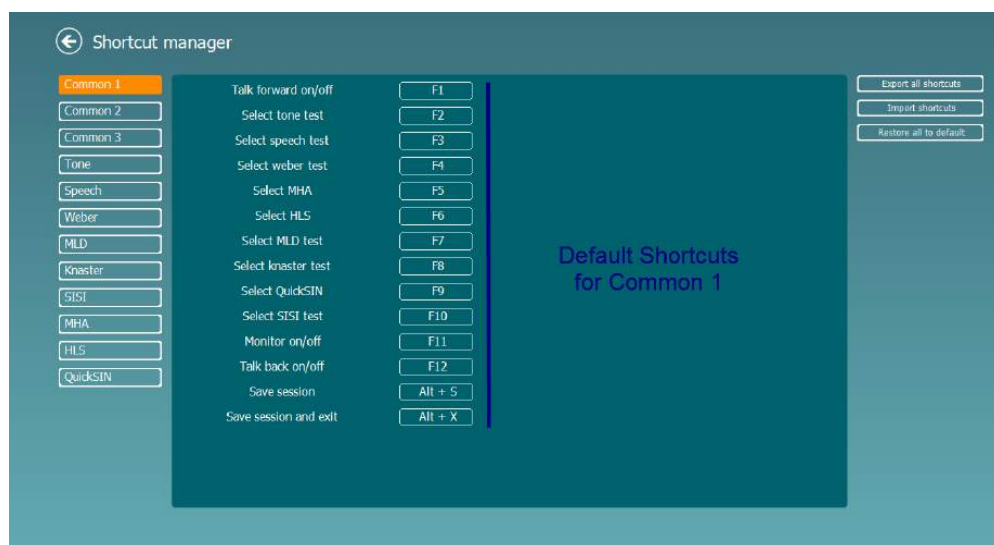 Shortcut manager
Common 1
Common 2
Common 3
Tone
Speech
Weber
MLD
Knaster
SISI
MHA
HLS
QuickSIN
Talk forward on/off F1
Select tone test F2
Select speech test F3
Select weber test F4
Select MHA F5
Select HLS F6
Select MLD test F7
Select knaster test F8
Select QuickSIN F9
Select SISI test F10
Monitor on/off F11
Talk back on/off F12
Save session Alt + S
Save session and exit Alt + X
Default Shortcuts
for Common 1
Export all shortcuts
Import shortcuts
Restore all to default